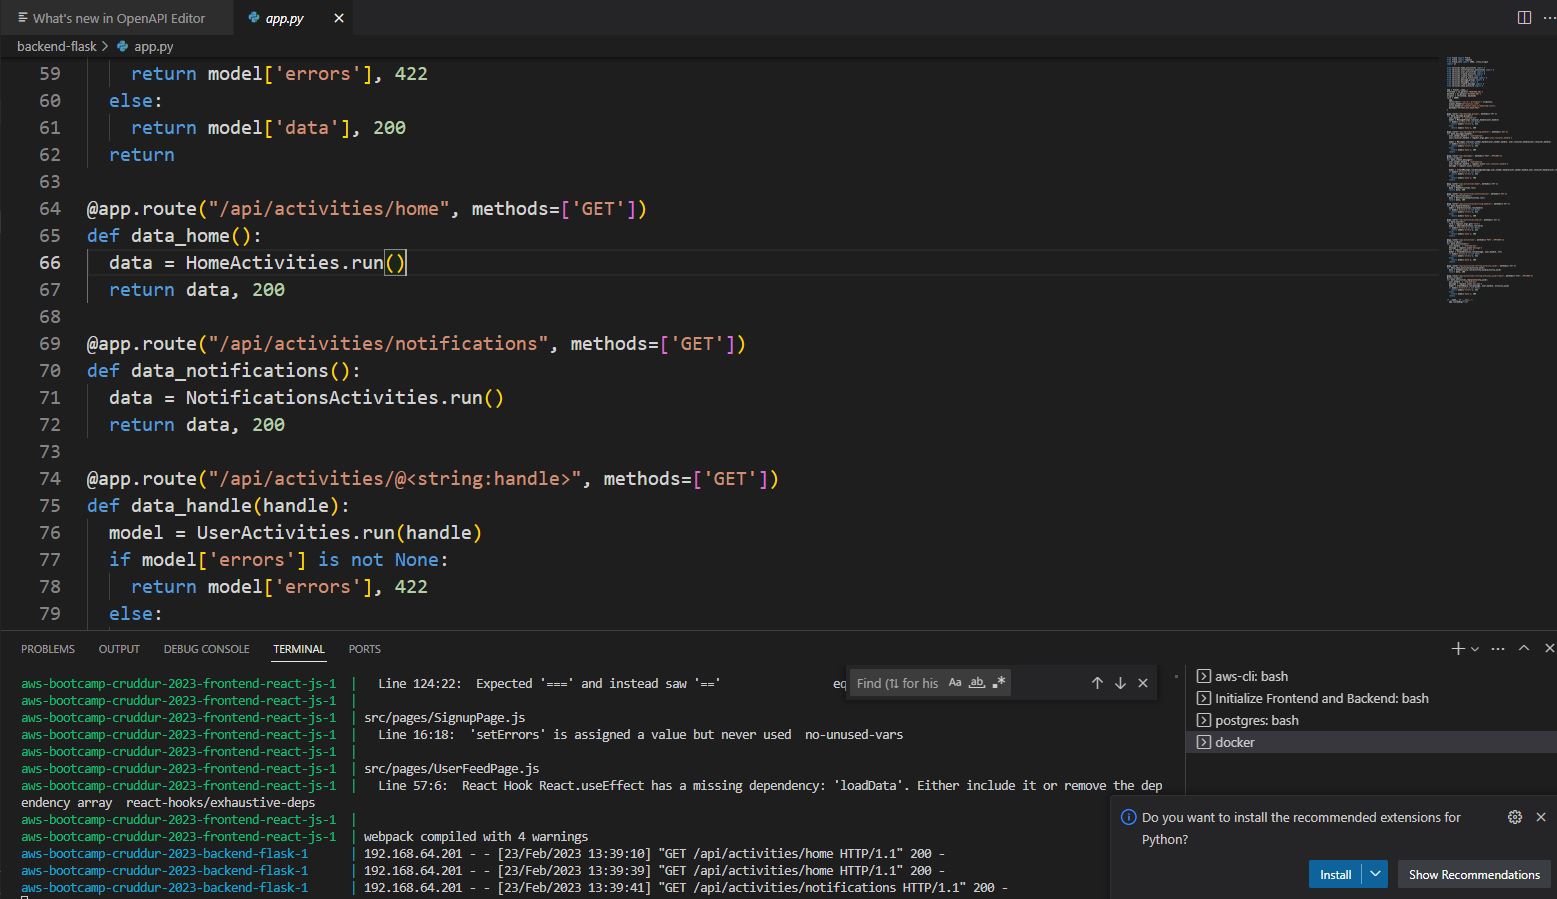 What's new in OpenAPI Editor
app.py
backend-flask > app.py
59 return model['errors'], 422
60 else:
61 return model['data'], 200
62 return
63
64 @app.route("/api/activities/home", methods=['GET'])
65 def data_home():
66 data = HomeActivities.run()
67 return data, 200
68
69 @app.route("/api/activities/notifications", methods=['GET'])
70 def data_notifications():
71 data = NotificationsActivities.run()
72 return data, 200
73
74 @app.route("/api/activities/@<string:handle>", methods=['GET'])
75 def data_handle(handle):
76 model = UserActivities.run(handle)
77 if model['errors'] is not None:
78 return model['errors'], 422
79 else:
PROBLEMS OUTPUT DEBUG CONSOLE TERMINAL PORTS
aws-bootcamp-cruddur-2023-frontend-react-js-1 | Line 124:22: Expected '===' and instead saw '==' eq
aws-bootcamp-cruddur-2023-frontend-react-js-1 |
aws-bootcamp-cruddur-2023-frontend-react-js-1 | src/pages/SignupPage.js
aws-bootcamp-cruddur-2023-frontend-react-js-1 | Line 16:18: 'setErrors' is assigned a value but never used no-unused-vars
aws-bootcamp-cruddur-2023-frontend-react-js-1 |
aws-bootcamp-cruddur-2023-frontend-react-js-1 | src/pages/UserFeedPage.js
aws-bootcamp-cruddur-2023-frontend-react-js-1 | Line 57:6: React Hook React.useEffect has a missing dependency: 'loadData'. Either include it or remove the dep
endency array react-hooks/exhaustive-deps
aws-bootcamp-cruddur-2023-frontend-react-js-1 |
aws-bootcamp-cruddur-2023-frontend-react-js-1 | webpack compiled with 4 warnings
aws-bootcamp-cruddur-2023-backend-flask-1 | 192.168.64.201 - - [23/Feb/2023 13:39:10] "GET /api/activities/home HTTP/1.1" 200 -
aws-bootcamp-cruddur-2023-backend-flask-1 | 192.168.64.201 - - [23/Feb/2023 13:39:39] "GET /api/activities/home HTTP/1.1" 200 -
aws-bootcamp-cruddur-2023-backend-flask-1 | 192.168.64.201 - - [23/Feb/2023 13:39:41] "GET /api/activities/notifications HTTP/1.1" 200 -
Find (⇅ for his Aa ab .*
aws-cli: bash
Initialize Frontend and Backend: bash
postgres: bash
docker
Do you want to install the recommended extensions for
Python?
Install Show Recommendations